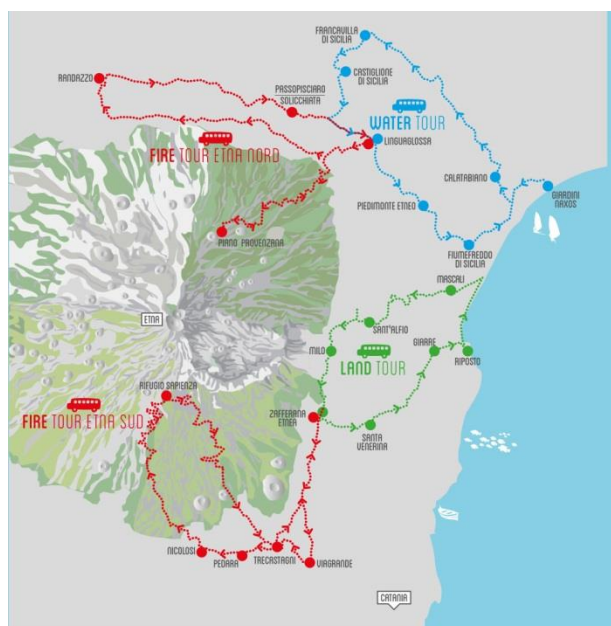 FRANCAVILLA
DI SICILIA
RANDAZZO
CASTIGLIONE
DI SICILIA
PASSOPISCIARO
SOLICCHIATA
WATER TOUR
LINGUAGLOSSA
FIRE TOUR ETNA NORD
CALATABIANO
GIARDINI
NAXOS
PIEDIMONTE ETNEO
PIANO PROVENZANA
FIUMEFREDDO
DI SICILIA
MASCALI
ETNA
SANT'ALFIO
MILO
GIARRE
RIPOSTO
LAND TOUR
RIFUGIO SAPIENZA
FIRE TOUR ETNA SUD
ZAFFERANA
ETNEA
SANTA
VENERINA
NICOLOSI
PEDARA
TRECASTAGNI
VIAGRANDE
CATANIA